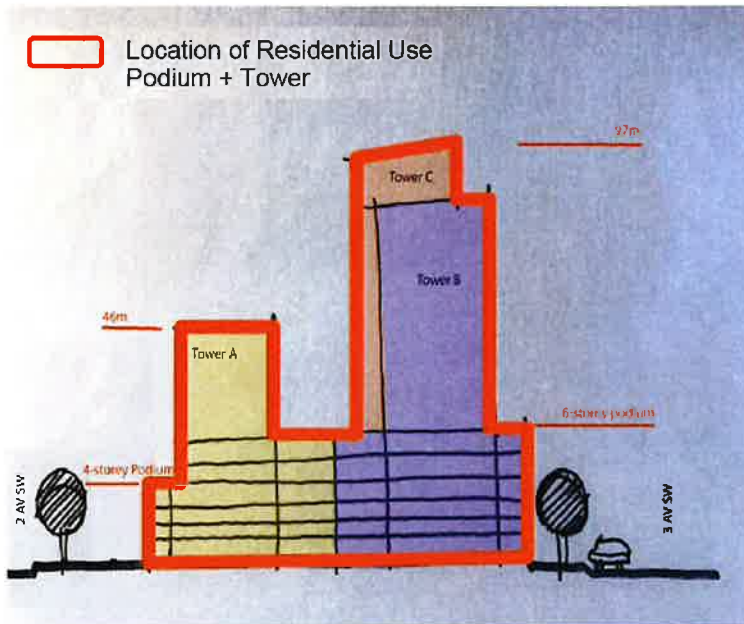 Location of Residential Use
Podium + Tower
97m
Tower C
Tower B
46m
Tower A
6-storey podium
4-storey Podium
2 AV SW
3 AV SW